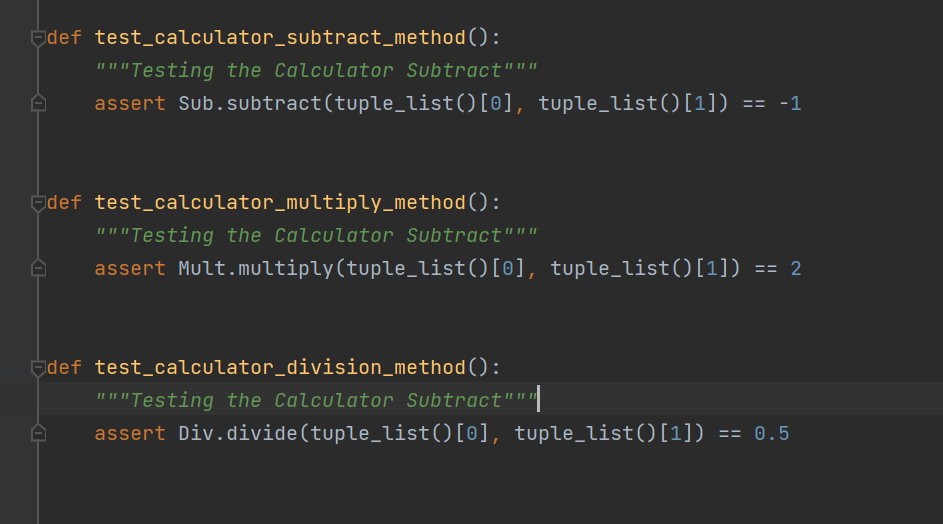 def test_calculator_subtract_method():
    """Testing the Calculator Subtract"""
    assert Sub.subtract(tuple_list()[0], tuple_list()[1]) == -1
def test_calculator_multiply_method():
    """Testing the Calculator Subtract"""
    assert Mult.multiply(tuple_list()[0], tuple_list()[1]) == 2
def test_calculator_division_method():
    """Testing the Calculator Subtract"""
    assert Div.divide(tuple_list()[0], tuple_list()[1]) == 0.5